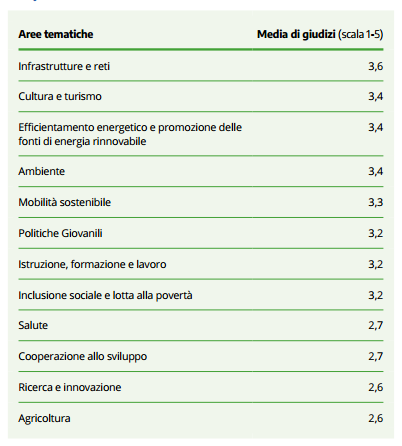 Aree tematiche Media di giudizi (scala 1-5)
Infrastrutture e reti 3,6
Cultura e turismo 3,4
Efficientamento energetico e promozione delle 3,4
fonti di energia rinnovabile
Ambiente 3,4
Mobilità sostenibile 3,3
Politiche Giovanili 3,2
Istruzione, formazione e lavoro 3,2
Inclusione sociale e lotta alla povertà 3,2
Salute 2,7
Cooperazione allo sviluppo 2,7
Ricerca e innovazione 2,6
Agricoltura 2,6